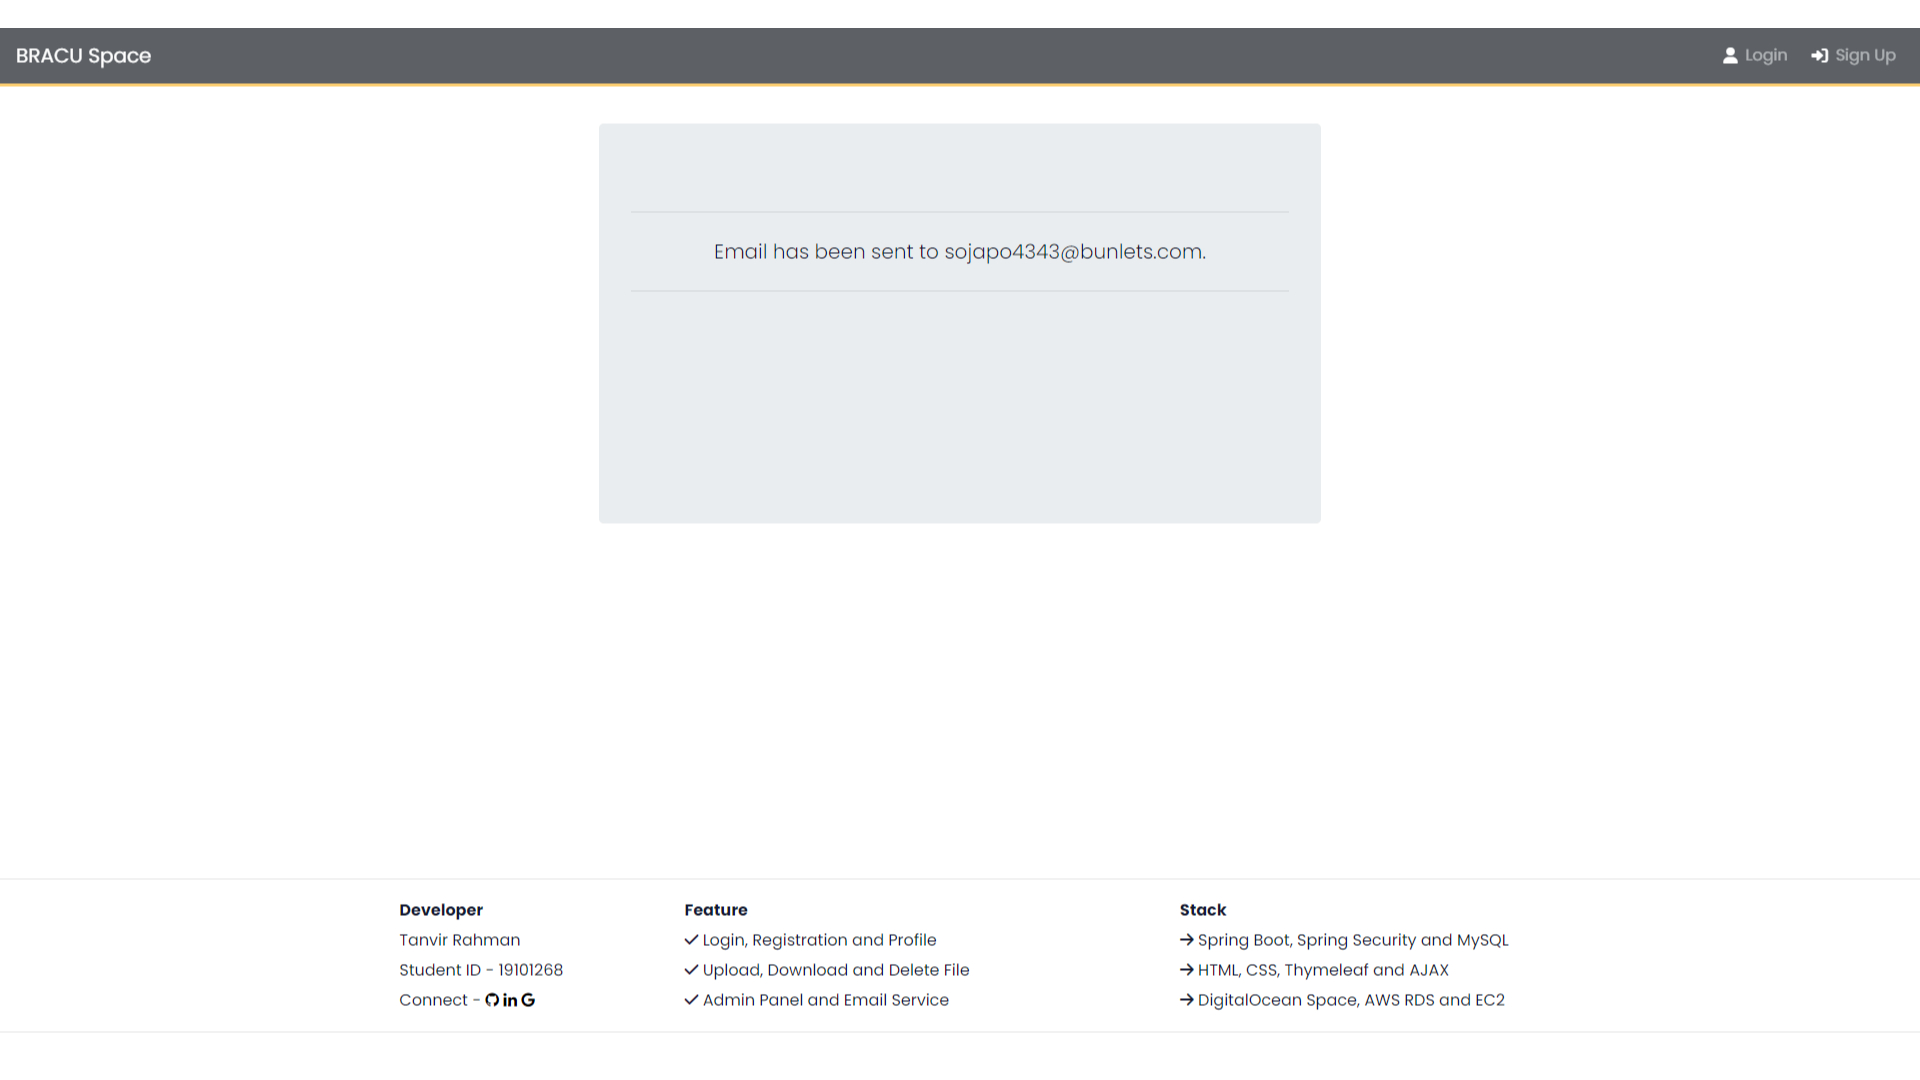 BRACU Space
Login
Sign Up
Email has been sent to sojapo4343@bunlets.com.
Developer
Tanvir Rahman
Student ID - 19101268
Connect -
Feature
Login, Registration and Profile
Upload, Download and Delete File
Admin Panel and Email Service
Stack
Spring Boot, Spring Security and MySQL
HTML, CSS, Thymeleaf and AJAX
DigitalOcean Space, AWS RDS and EC2